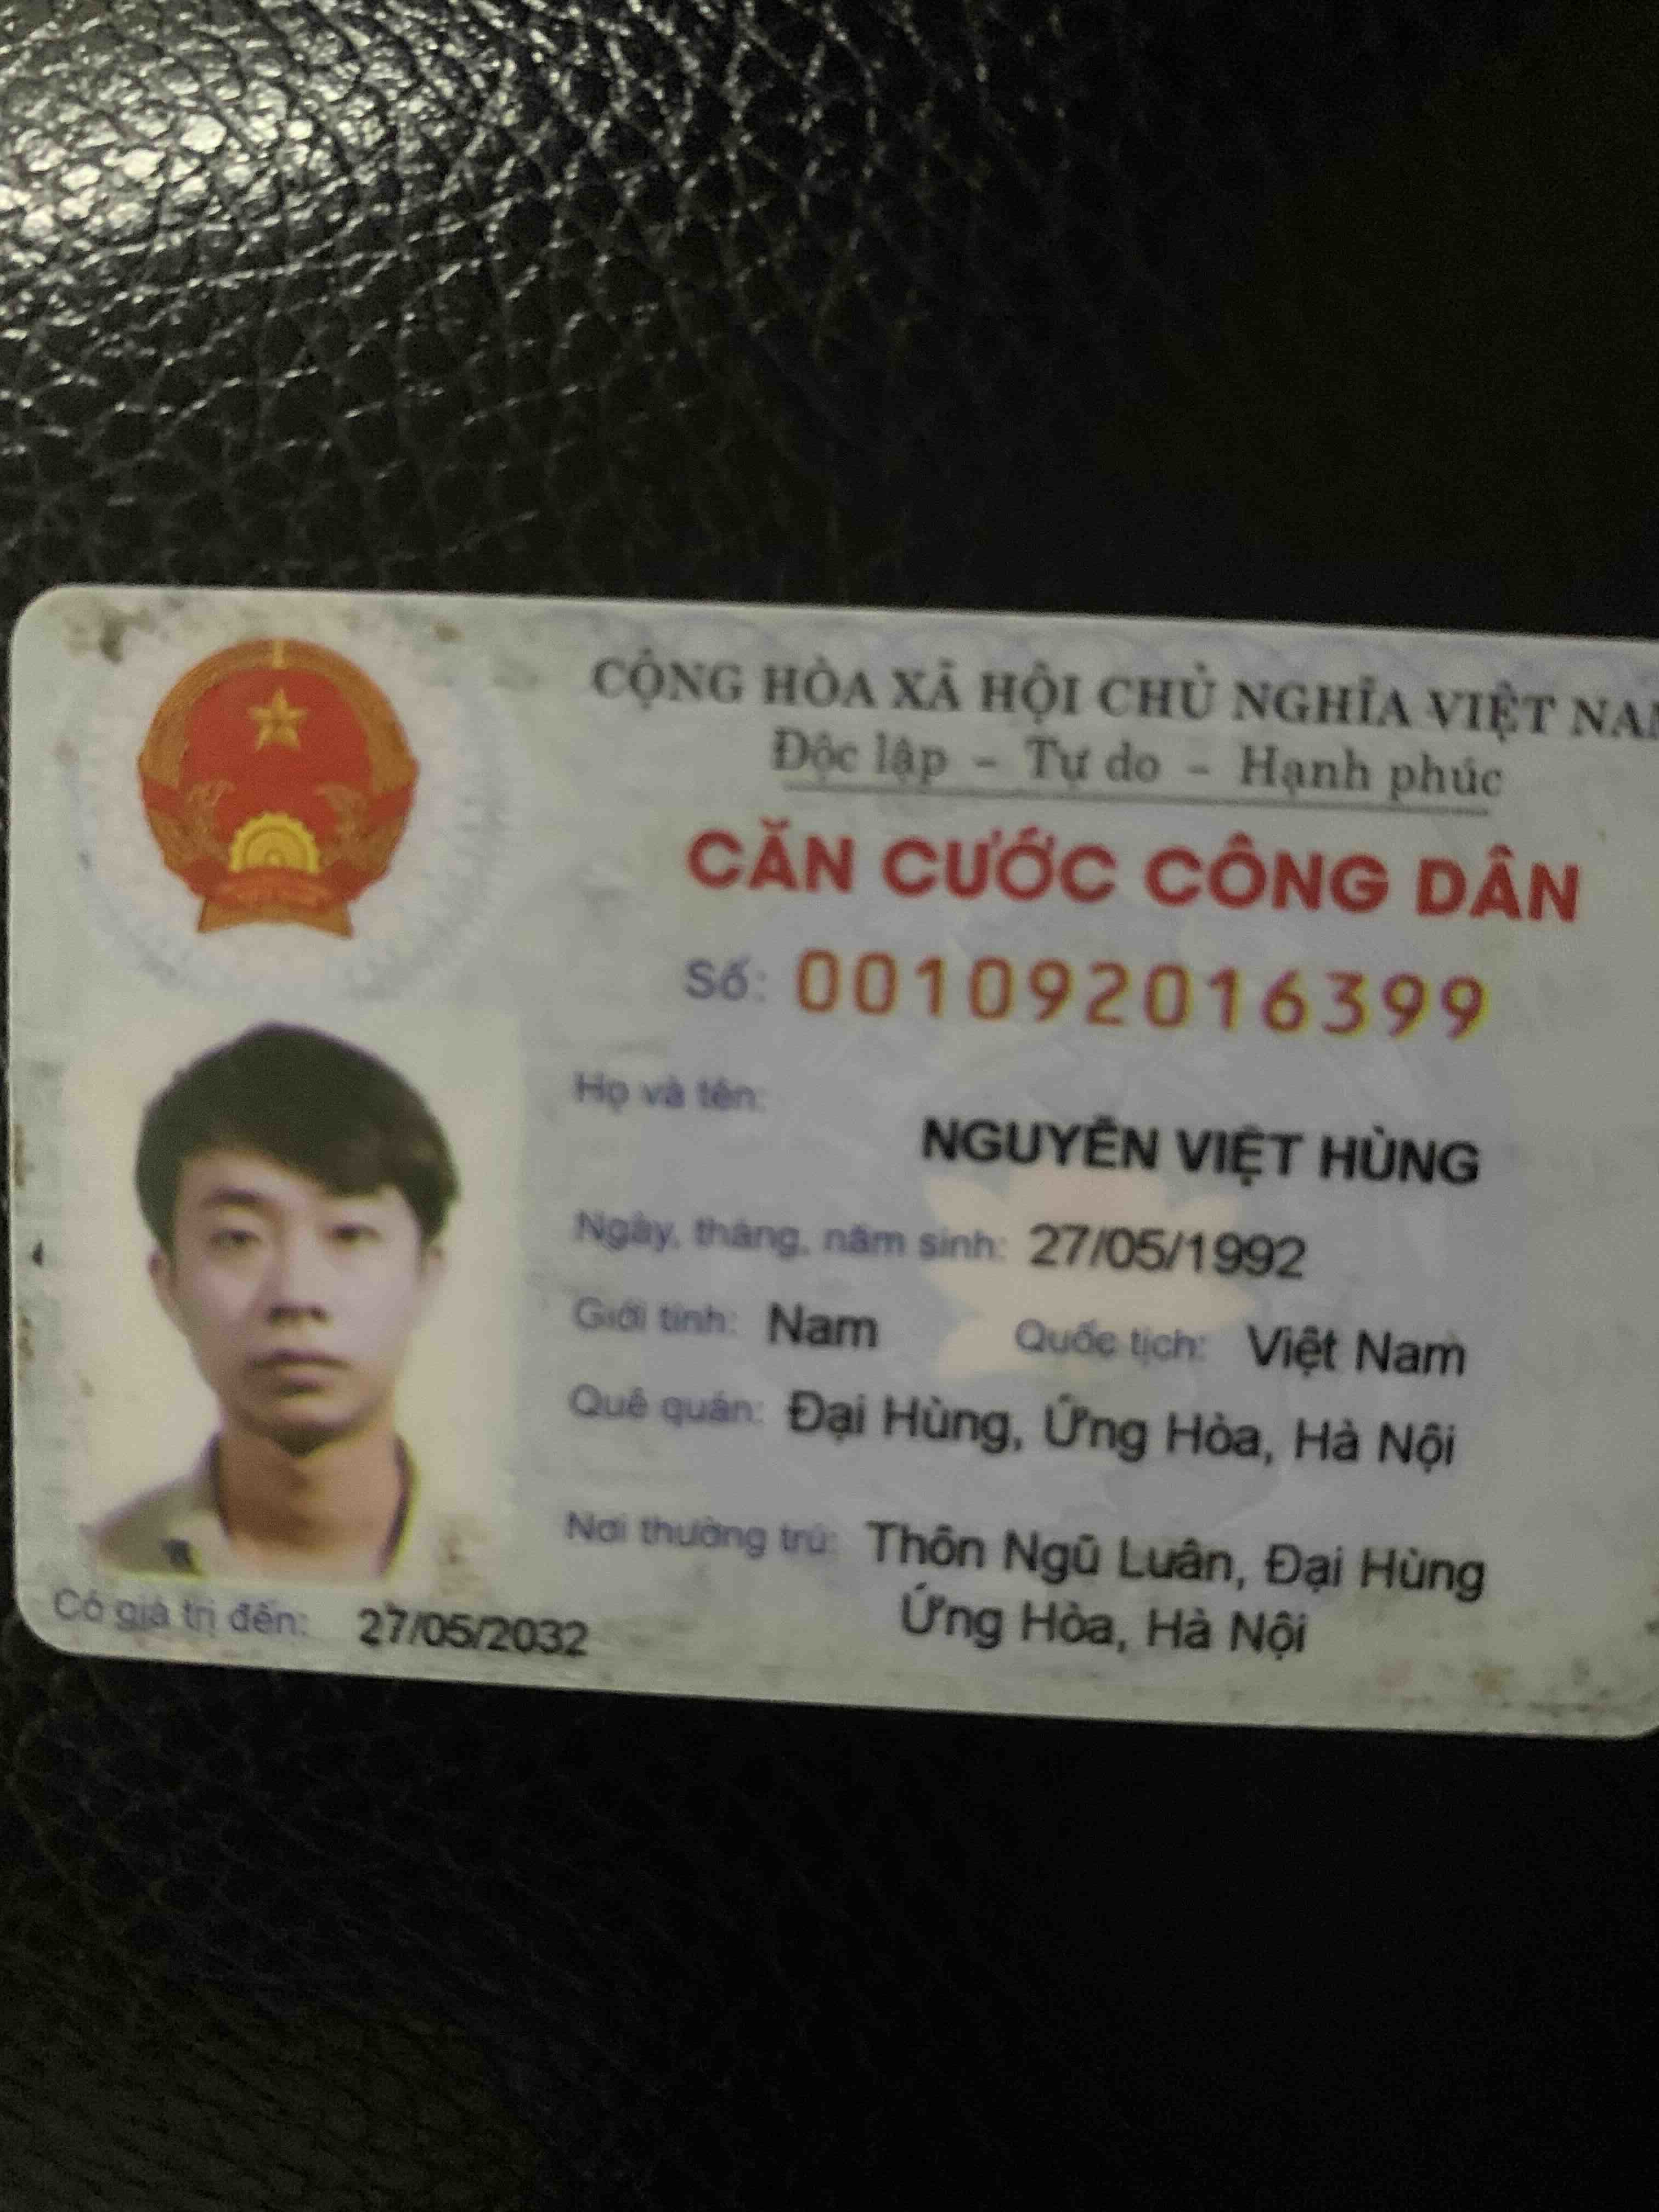 CỘNG HÒA XÃ HỘI CHỦ NGHĨA VIỆT NAM
Độc lập - Tự do - Hạnh phúc
CĂN CƯỚC CÔNG DÂN
Số: 001092016399
Họ và tên:
NGUYỄN VIỆT HÙNG
Ngày, tháng, năm sinh: 27/05/1992
Giới tính: Nam Quốc tịch: Việt Nam
Quê quán: Đại Hùng, Ứng Hòa, Hà Nội
Nơi thường trú: Thôn Ngũ Luân, Đại Hùng
Ứng Hòa, Hà Nội
Có giá trị đến: 27/05/2032